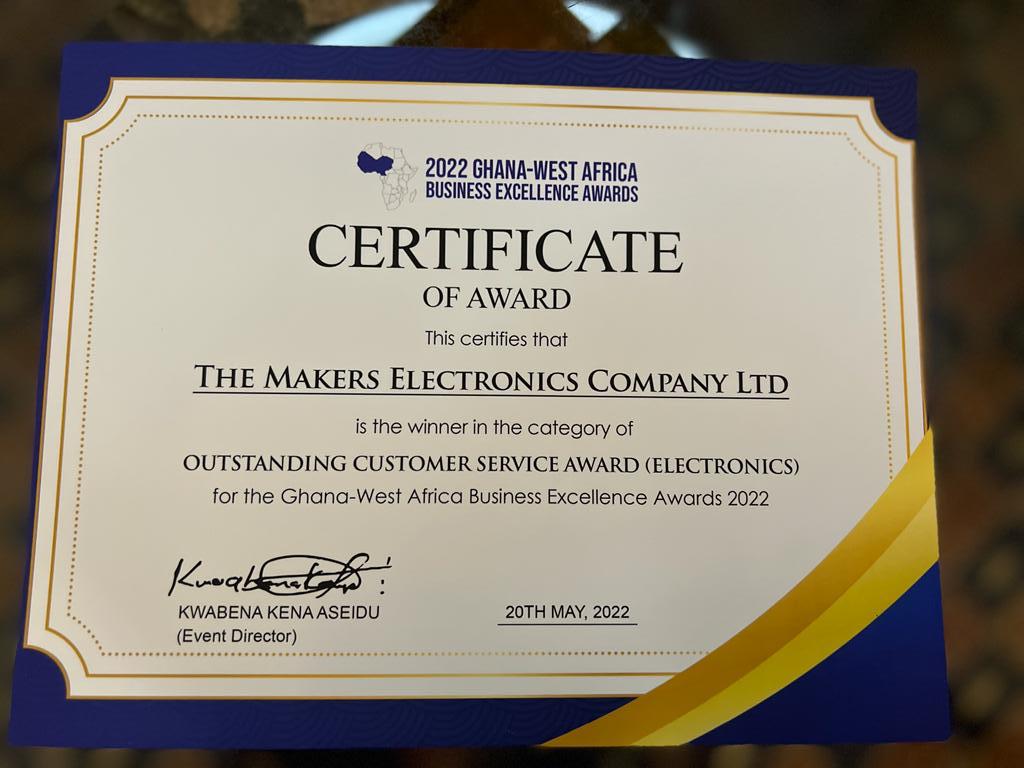 2022 GHANA-WEST AFRICA
BUSINESS EXCELLENCE AWARDS
CERTIFICATE
OF AWARD
This certifies that
THE MAKERS ELECTRONICS COMPANY LTD
is the winner in the category of
OUTSTANDING CUSTOMER SERVICE AWARD (ELECTRONICS)
for the Ghana-West Africa Business Excellence Awards 2022
KWABENA KENA ASEIDU
(Event Director)
20TH MAY, 2022